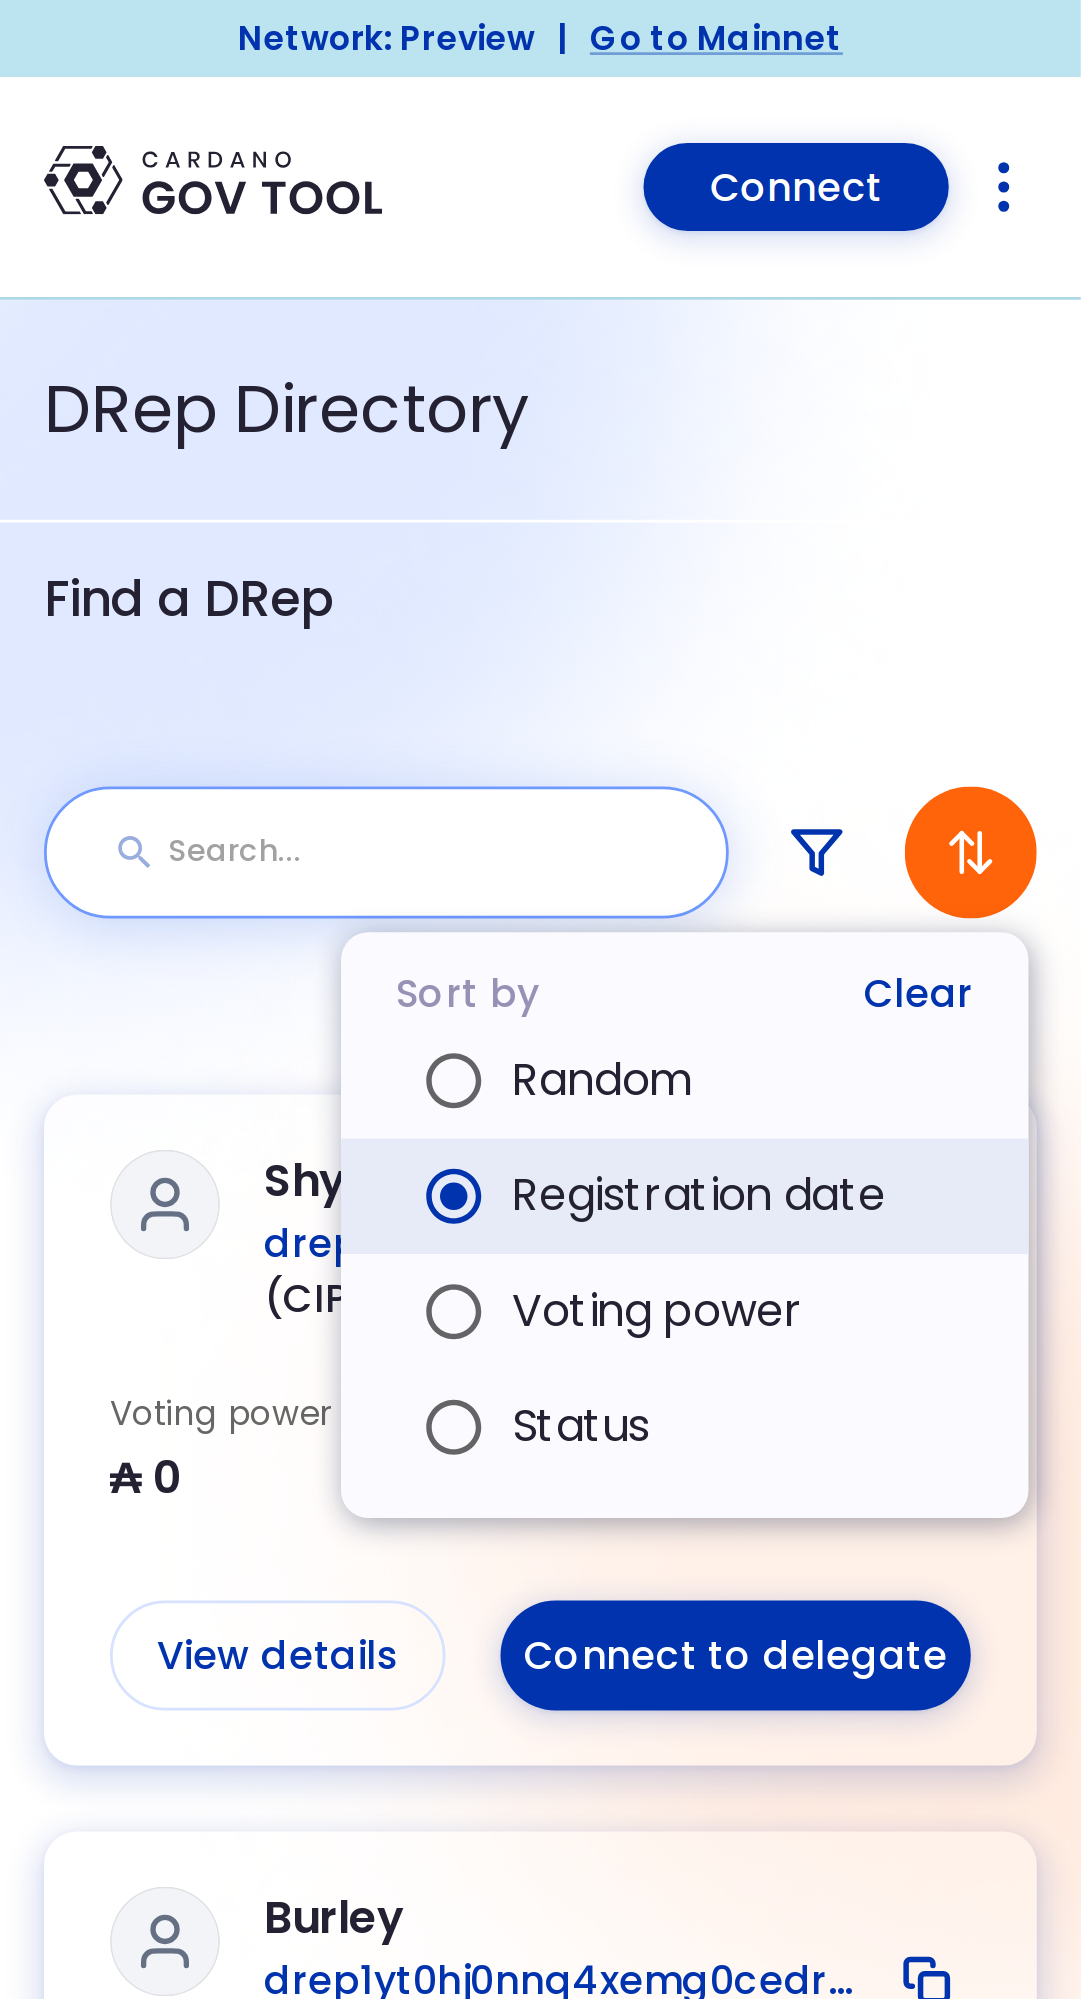 Network: Preview | Go to Mainnet
CARDANO
GOV TOOL
Connect
DRep Directory
Find a DRep
Search...
Sort by
Clear
Random
Registration date
Voting power
Status
Shy
drep
(CIP
Voting power
₳ 0
View details
Connect to delegate
Burley
drep1yt0hj0nnq4xemg0cedr...